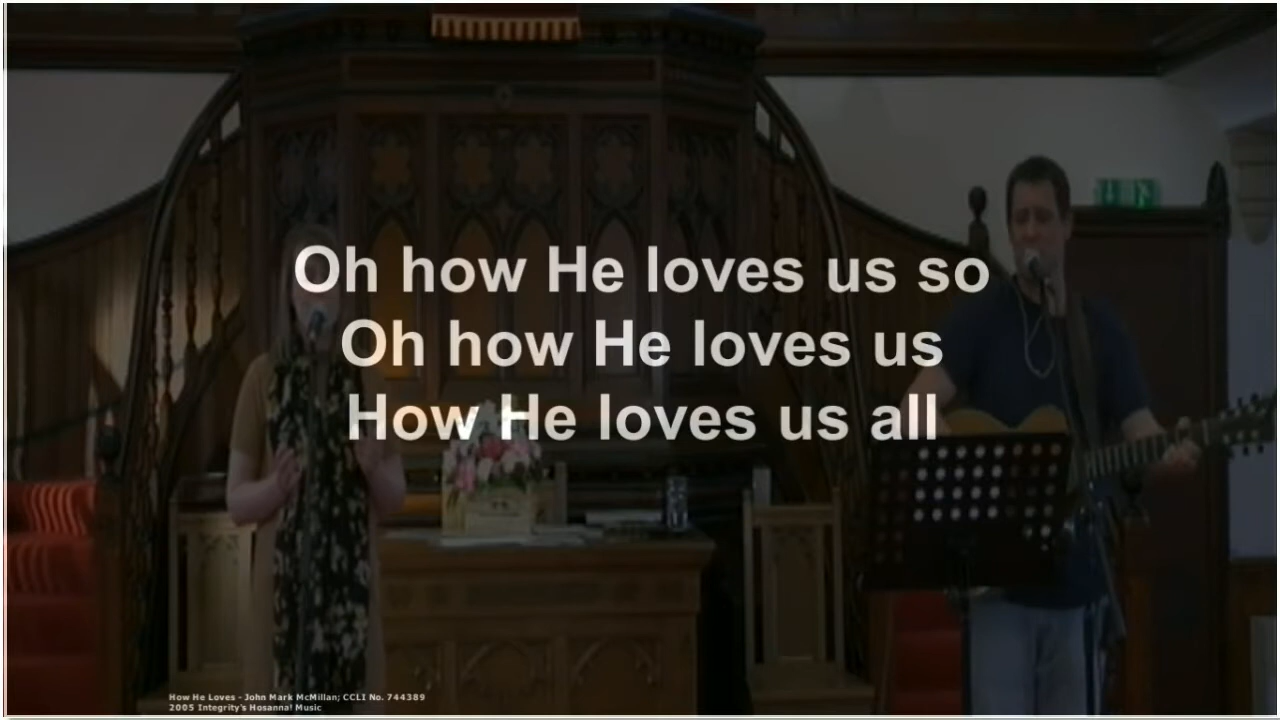 Oh how He loves us so
Oh how He loves us
How He loves us all
How He Loves - John Mark McMillan; CCLI No. 744389
2005 Integrity's Hosanna! Music